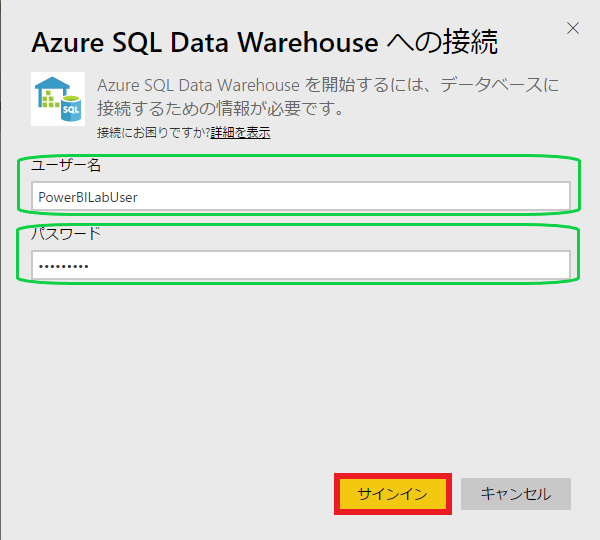 Azure SQL Data Warehouse への接続
Azure SQL Data Warehouse を開始するには、データベースに
接続するための情報が必要です。
SQL
接続にお困りですか?詳細を表示
ユーザー名
PowerBILabUser
パスワード
•••••••••
サインイン
キャンセル